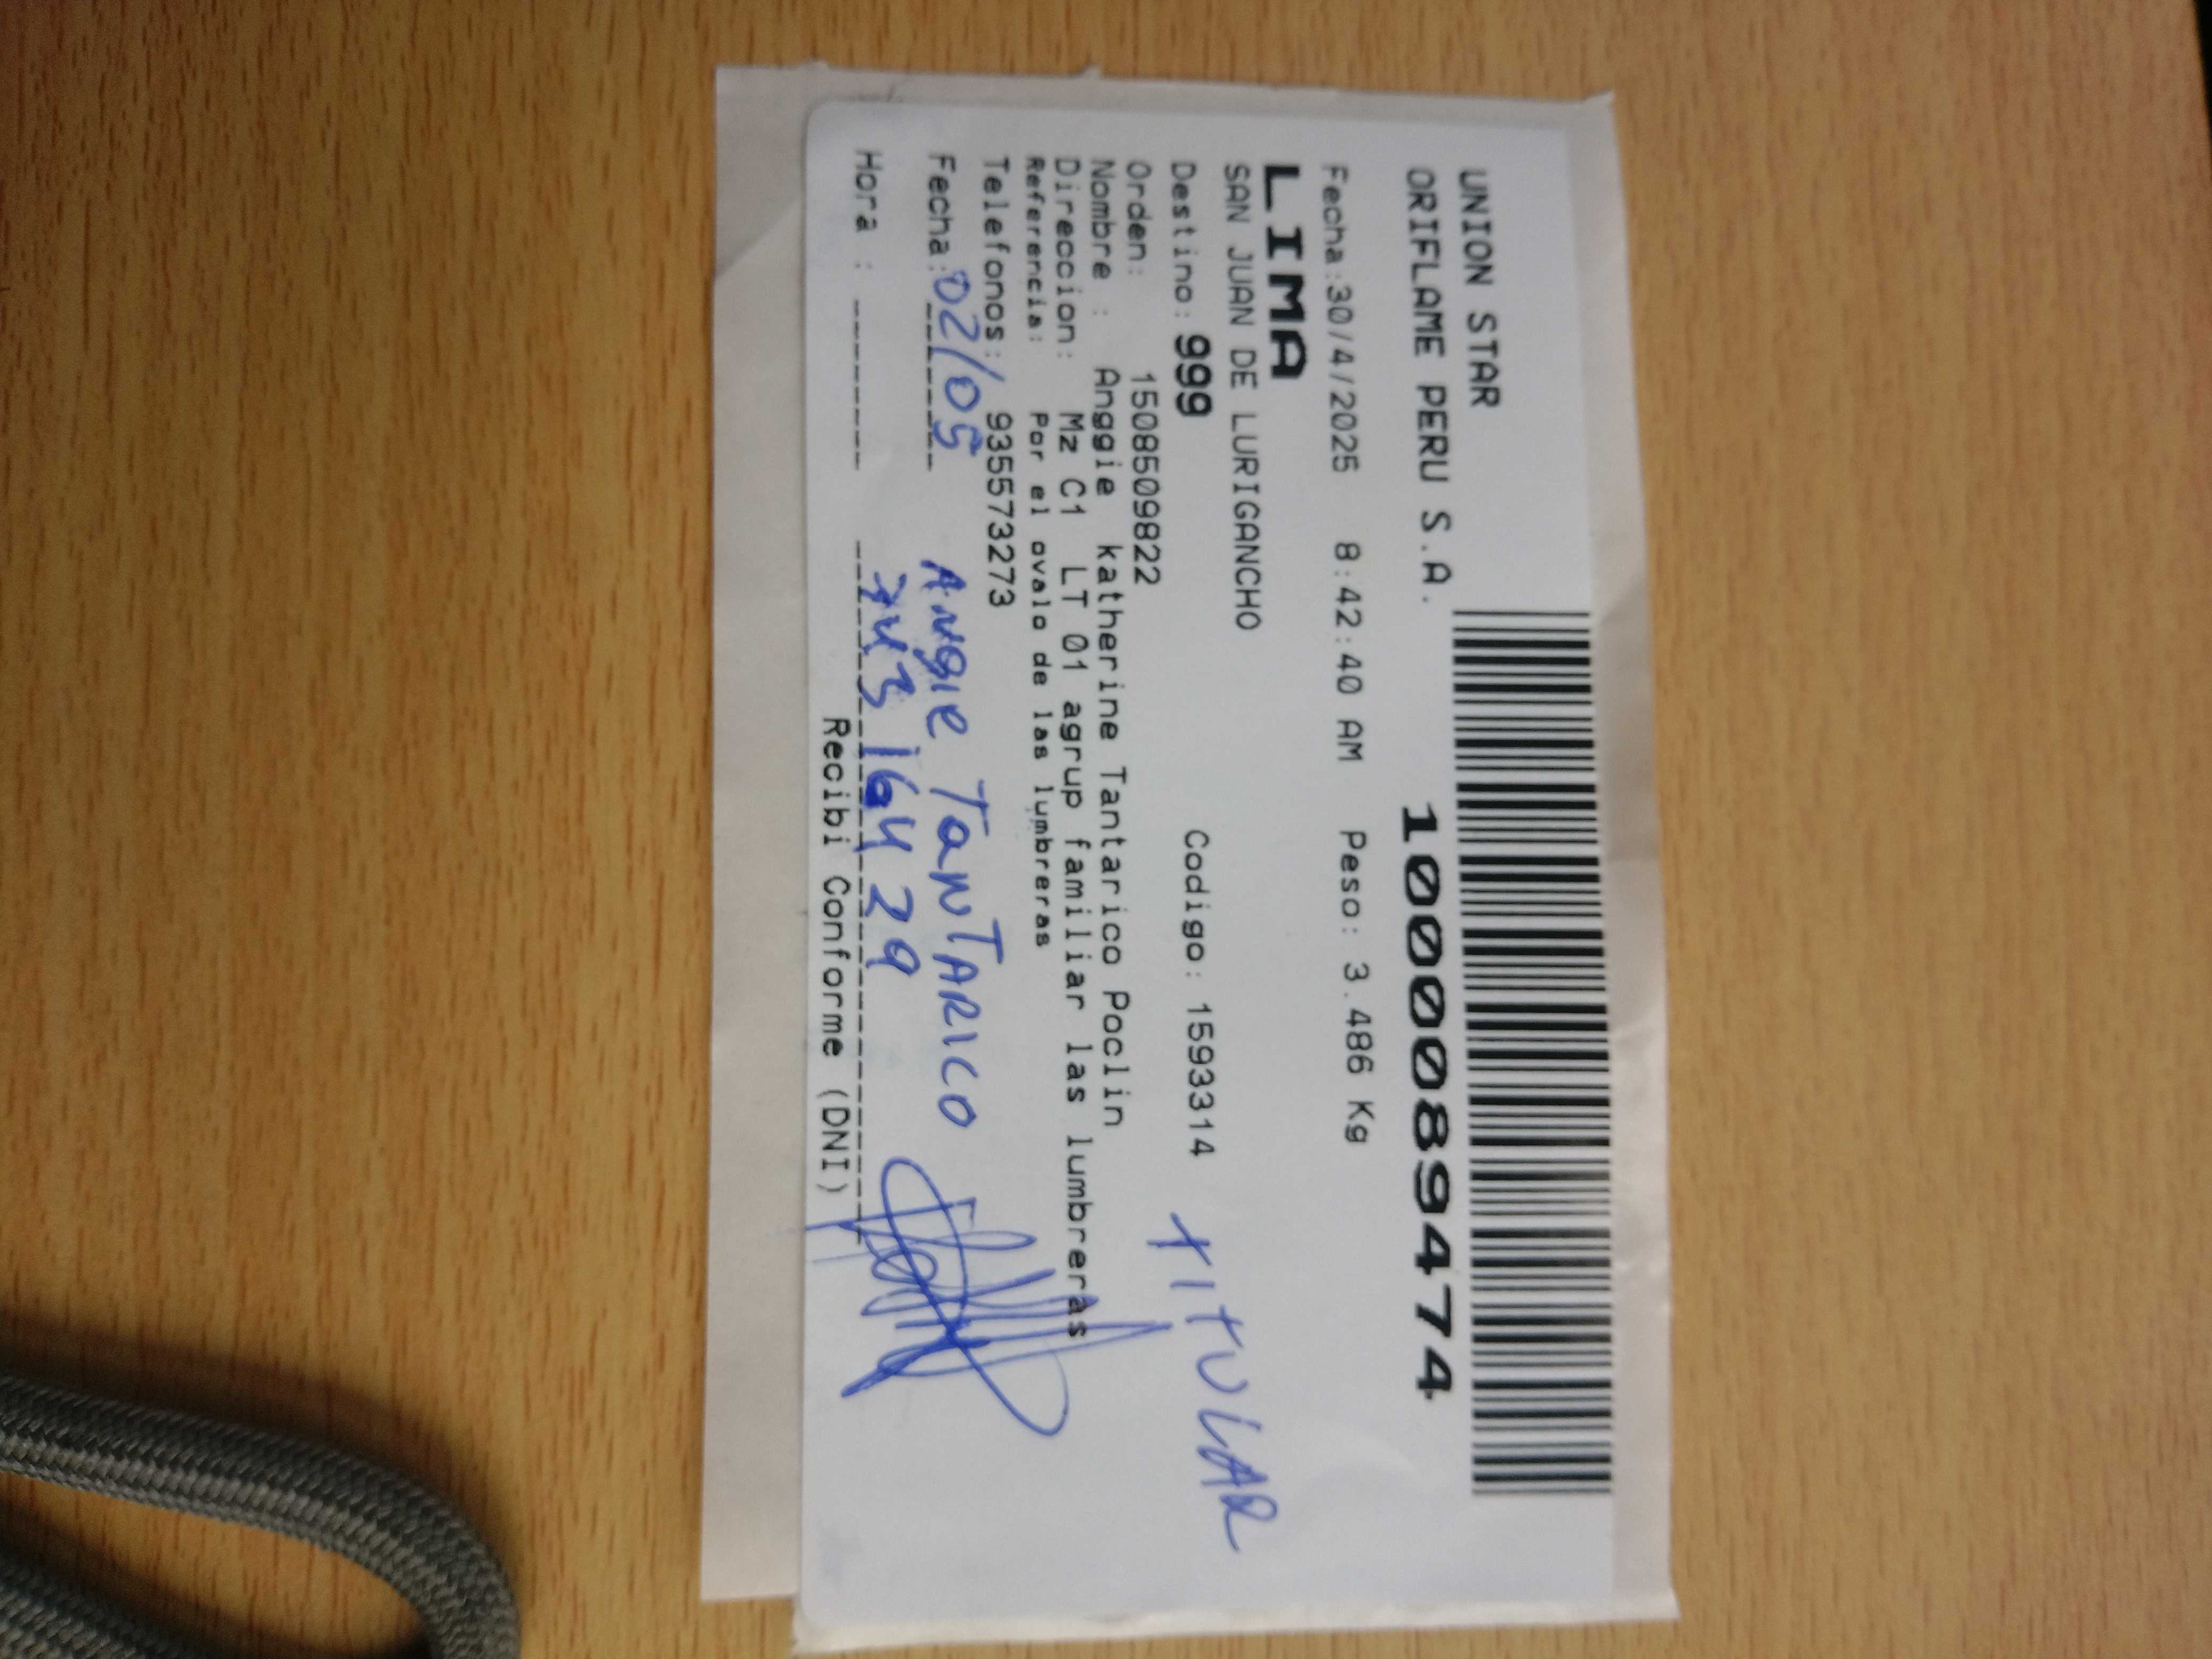 UNION STAR
ORIFLAME PERU S.A. 1000089474
Fecha:30/4/2025 8:42:40 AM Peso: 3.486 Kg
LIMA
SAN JUAN DE LURIGANCHO
Destino: 999 Codigo: 1593314 TITULAR
Orden: 1508509822
Nombre : Anggie katherine Tantarico Poclin
Direccion: Mz C1 LT 01 agrup familiar las lumbreras
Referencia: Por el ovalo de las lumbreras
Telefonos: 935573273
Fecha: 02/05 ANGIE TANTARICO
Hora : 74316429
Recibi Conforme (DNI)